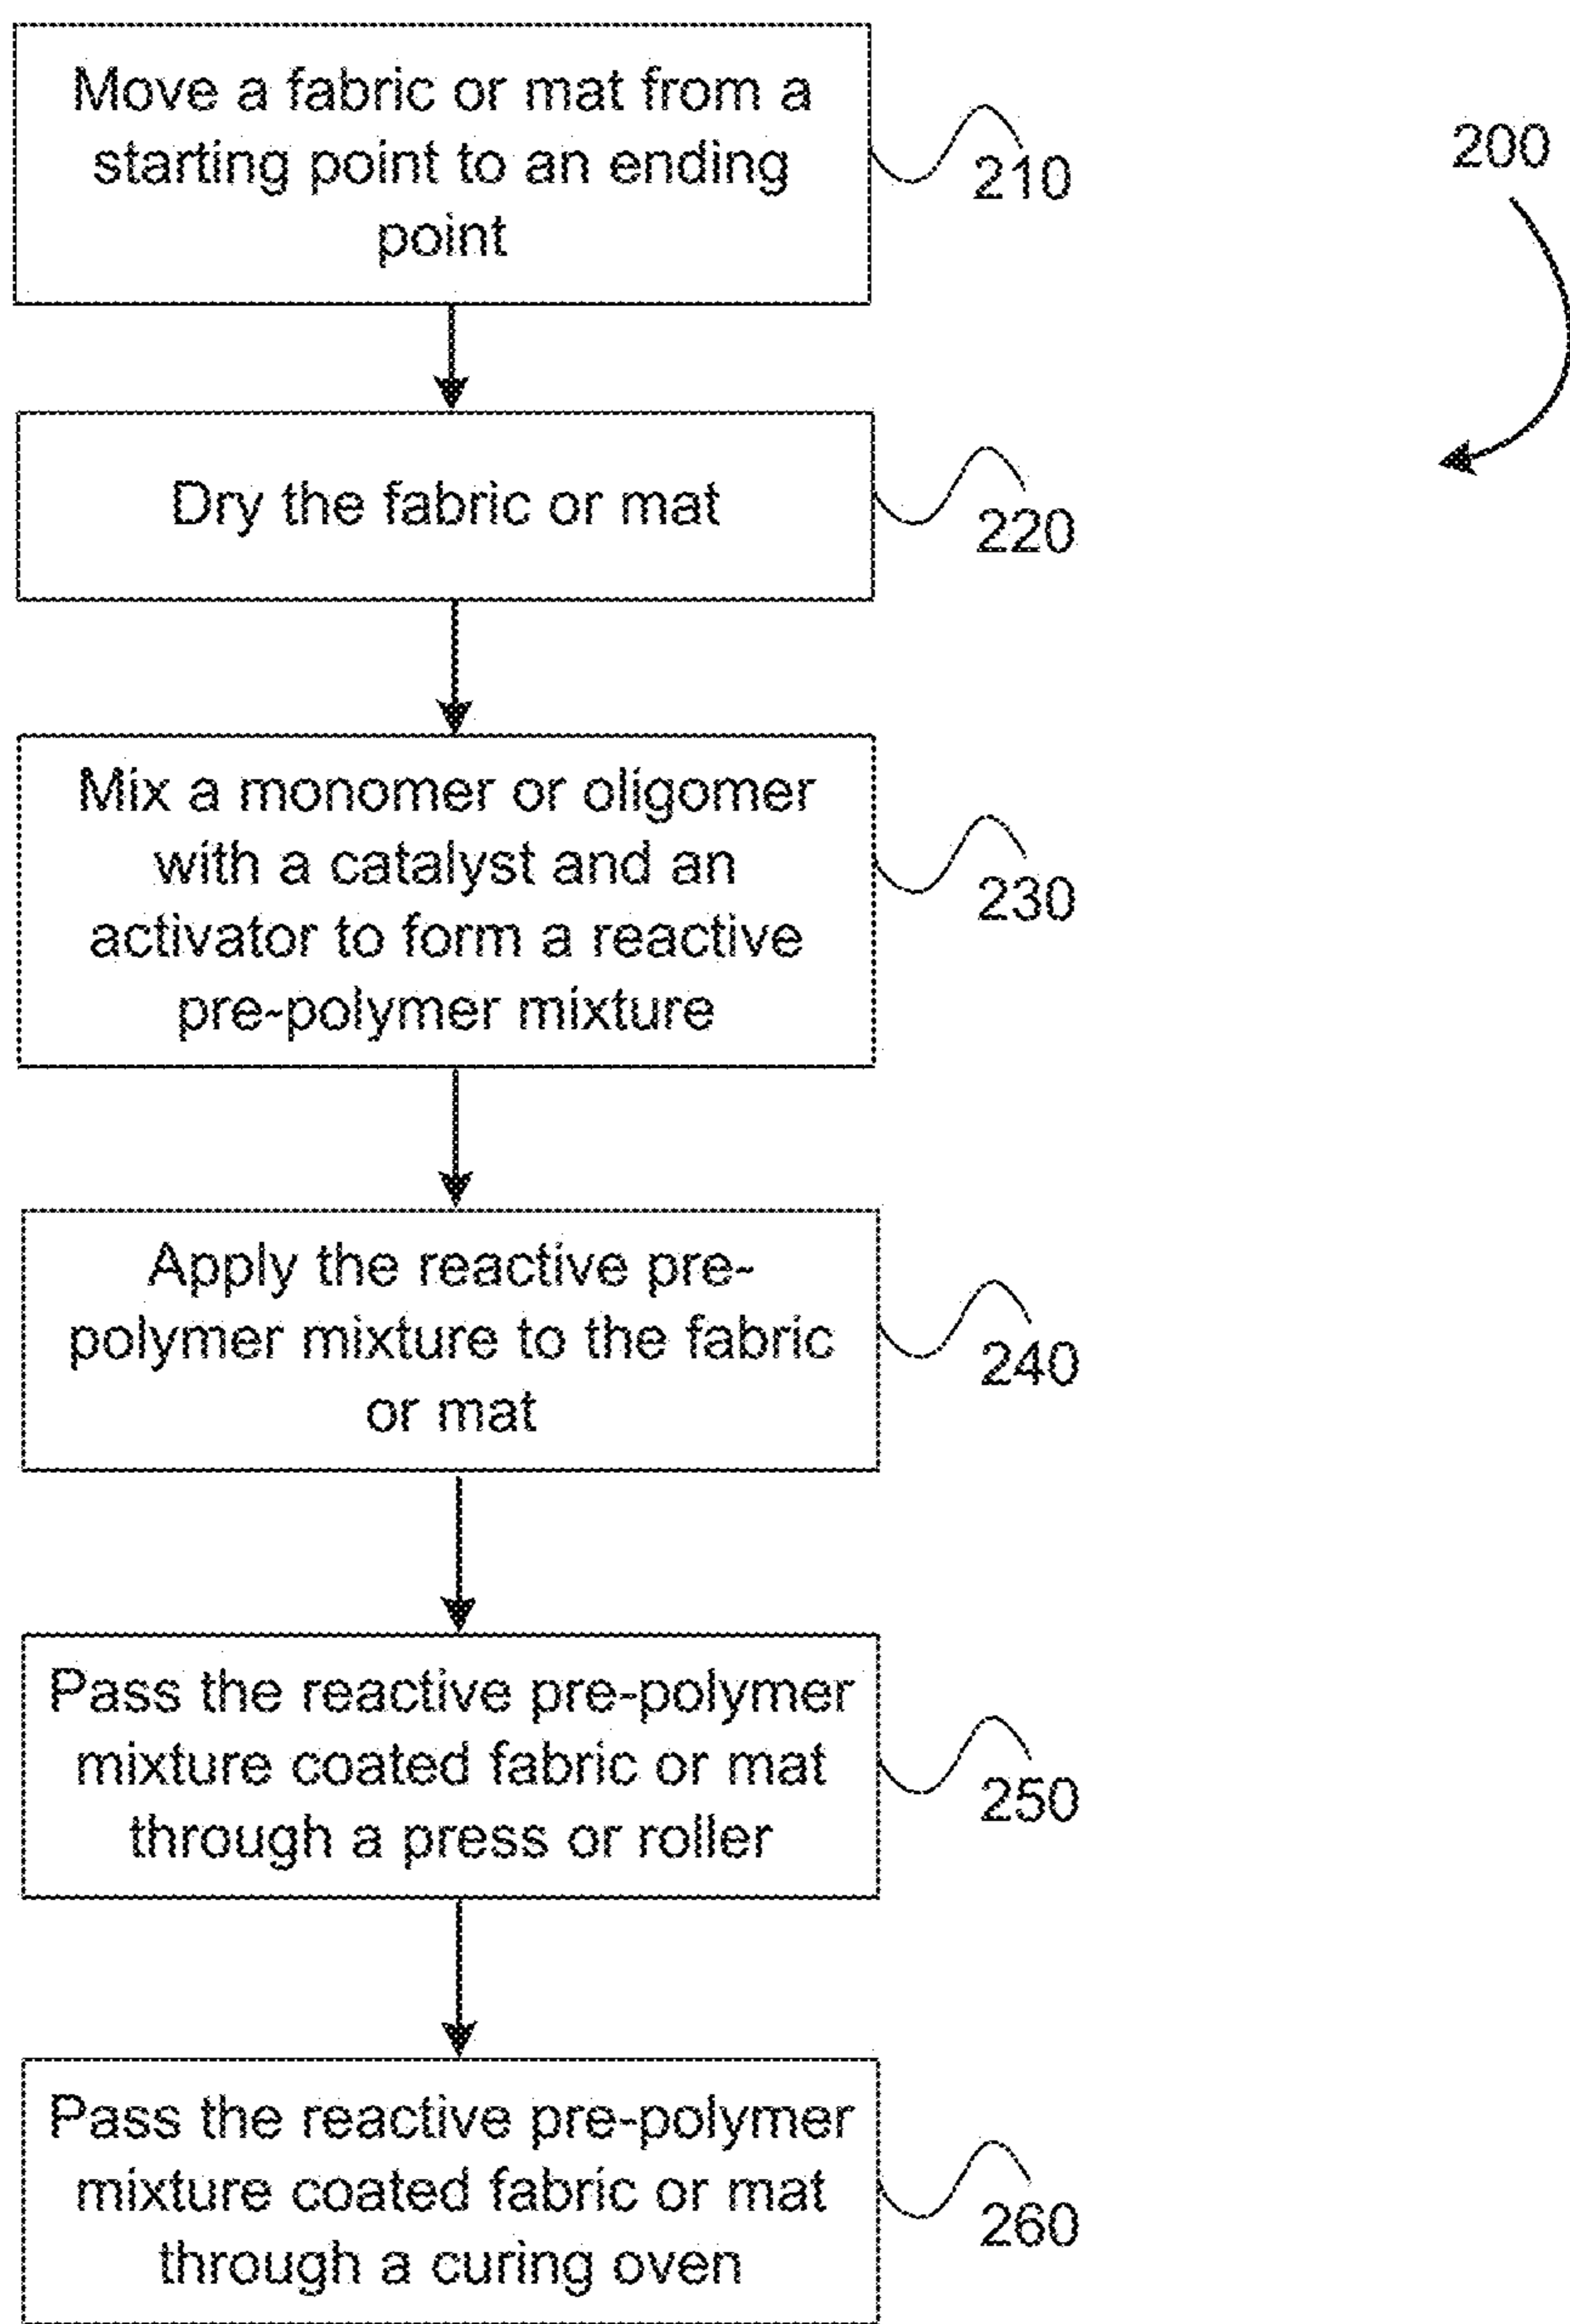 Move a fabric or mat from a
starting point to an ending
point
210
200
Dry the fabric or mat
220
Mix a monomer or oligomer
with a catalyst and an
activator to form a reactive
pre-polymer mixture
230
Apply the reactive pre-
polymer mixture to the fabric
or mat
240
Pass the reactive pre-polymer
mixture coated fabric or mat
through a press or roller
250
Pass the reactive pre-polymer
mixture coated fabric or mat
through a curing oven
260